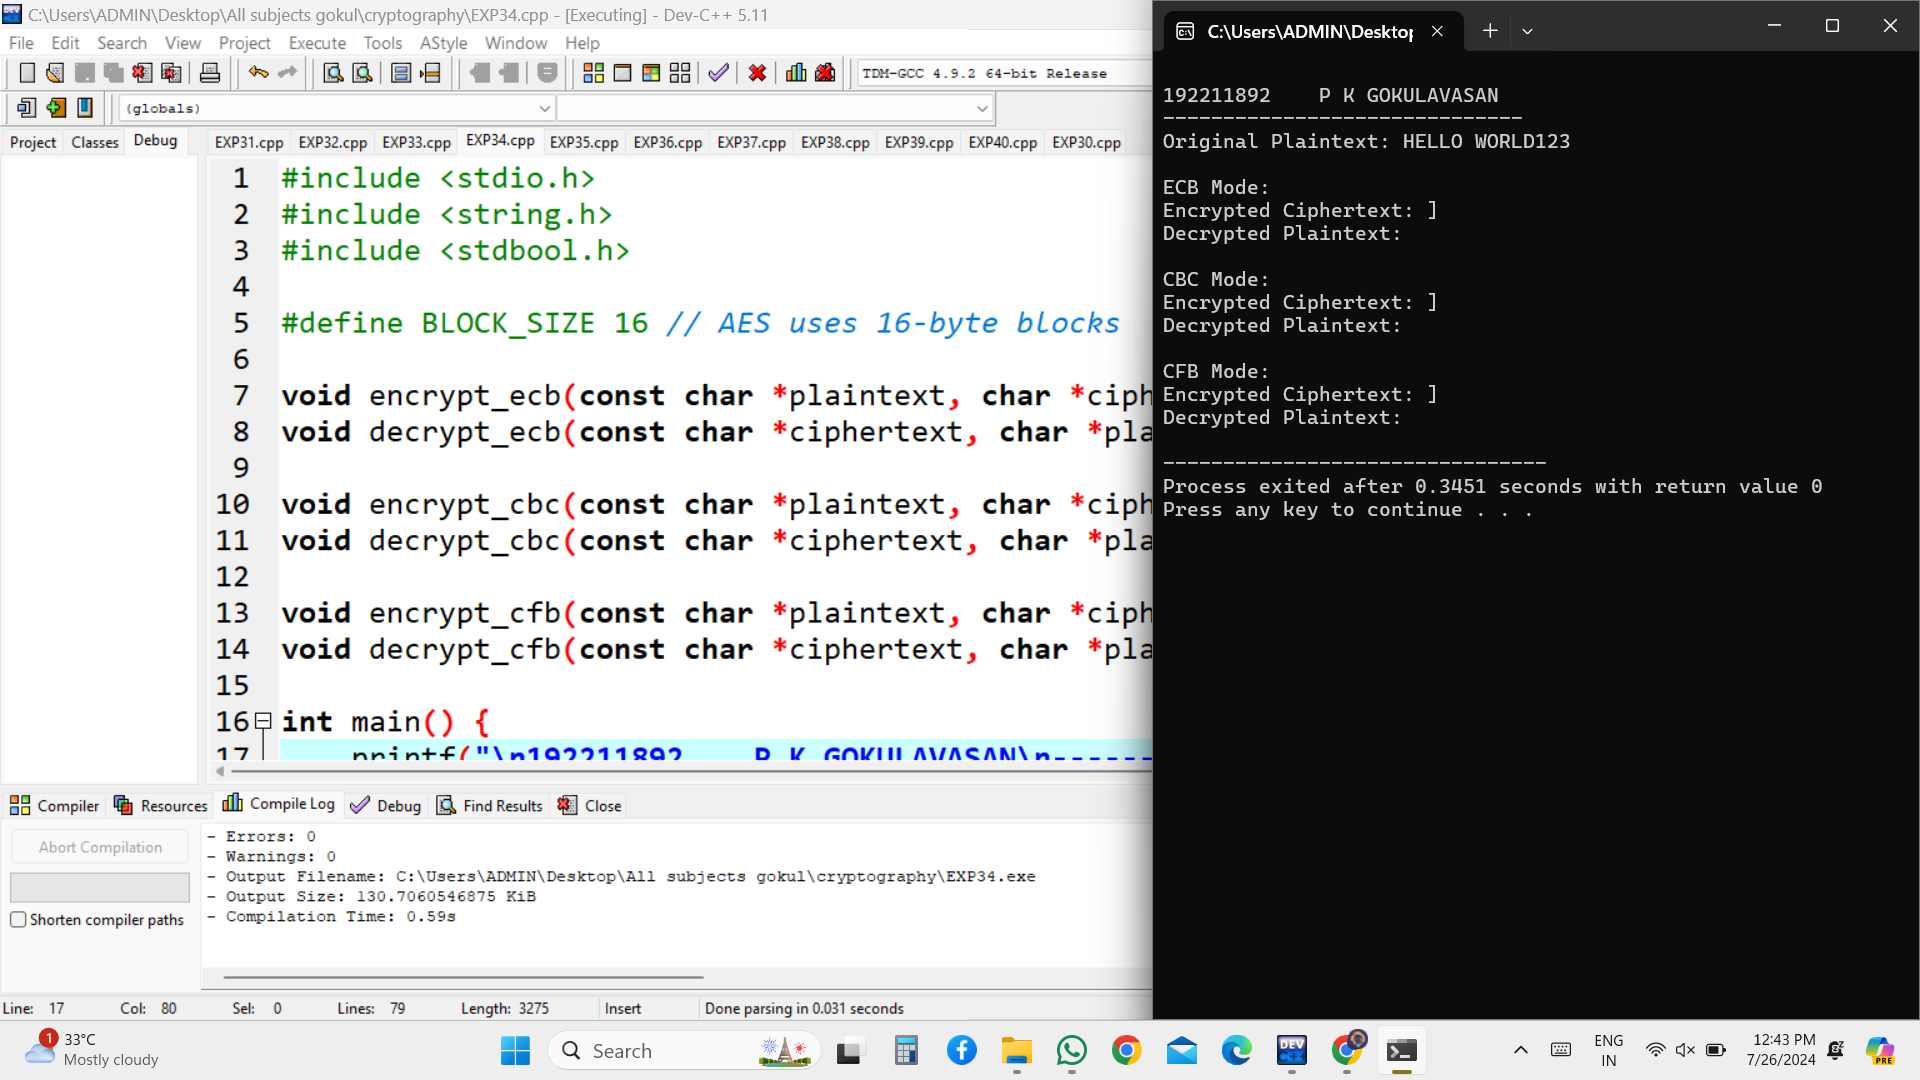 C:\Users\ADMIN\Desktop\All subjects gokul\cryptography\EXP34.cpp - [Executing] - Dev-C++ 5.11
File Edit Search View Project Execute Tools AStyle Window Help
TDM-GCC 4.9.2 64-bit Release
(globals)
Project Classes Debug
EXP31.cpp EXP32.cpp EXP33.cpp EXP34.cpp EXP35.cpp EXP36.cpp EXP37.cpp EXP38.cpp EXP39.cpp EXP40.cpp EXP30.cpp
1 #include <stdio.h>
2 #include <string.h>
3 #include <stdbool.h>
4
5 #define BLOCK_SIZE 16 // AES uses 16-byte blocks
6
7 void encrypt_ecb(const char *plaintext, char *ciph
8 void decrypt_ecb(const char *ciphertext, char *pla
9
10 void encrypt_cbc(const char *plaintext, char *ciph
11 void decrypt_cbc(const char *ciphertext, char *pla
12
13 void encrypt_cfb(const char *plaintext, char *ciph
14 void decrypt_cfb(const char *ciphertext, char *pla
15
16 int main() {
17 printf("\n192211892 P K GOKULAVASAN\n------
Compiler Resources Compile Log Debug Find Results Close
Abort Compilation
Shorten compiler paths
- Errors: 0
- Warnings: 0
- Output Filename: C:\Users\ADMIN\Desktop\All subjects gokul\cryptography\EXP34.exe
- Output Size: 130.7060546875 KiB
- Compilation Time: 0.59s
Line: 17 Col: 80 Sel: 0 Lines: 79 Length: 3275 Insert Done parsing in 0.031 seconds
C:\Users\ADMIN\Desktop
192211892 P K GOKULAVASAN
------------------------------
Original Plaintext: HELLO WORLD123
ECB Mode:
Encrypted Ciphertext: ]
Decrypted Plaintext:
CBC Mode:
Encrypted Ciphertext: ]
Decrypted Plaintext:
CFB Mode:
Encrypted Ciphertext: ]
Decrypted Plaintext:
--------------------------------
Process exited after 0.3451 seconds with return value 0
Press any key to continue . . .
1
33°C
Mostly cloudy
Search
DEV
C++
ENG
IN
12:43 PM
7/26/2024
PRE